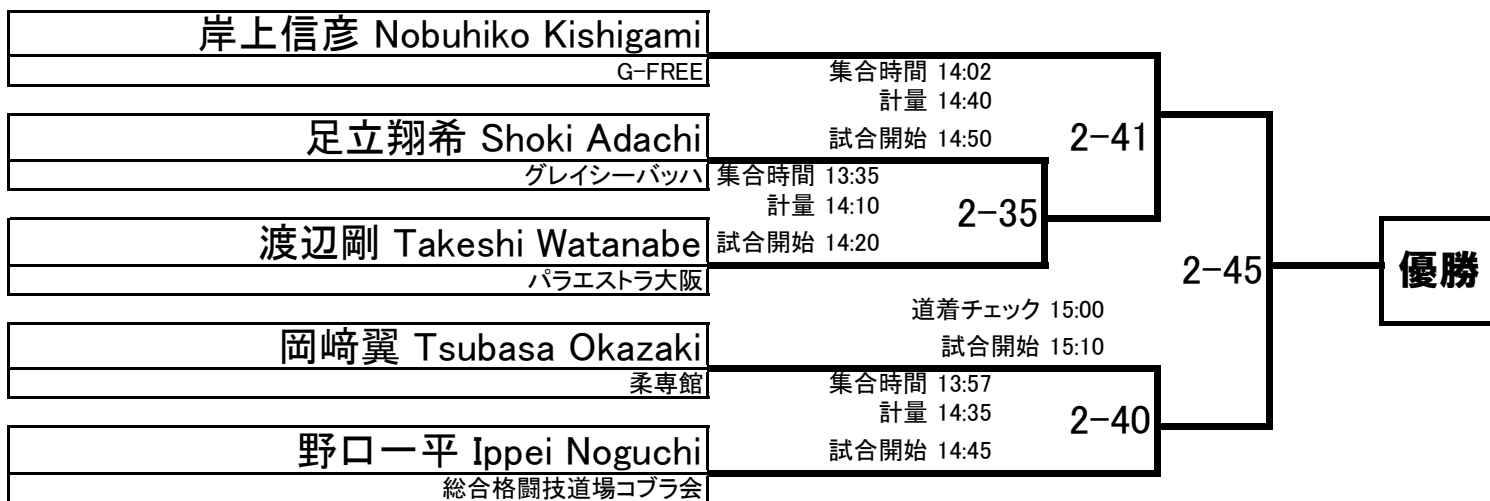 岸上信彦 Nobuhiko Kishigami
G-FREE
集合時間 14:02
計量 14:40
試合開始 14:50
2-41
足立翔希 Shoki Adachi
グレイシーバッハ
集合時間 13:35
計量 14:10
試合開始 14:20
2-35
渡辺剛 Takeshi Watanabe
パラエストラ大阪
2-45
優勝
道着チェック 15:00
試合開始 15:10
岡﨑翼 Tsubasa Okazaki
柔専館
集合時間 13:57
計量 14:35
試合開始 14:45
2-40
野口一平 Ippei Noguchi
総合格闘技道場コブラ会